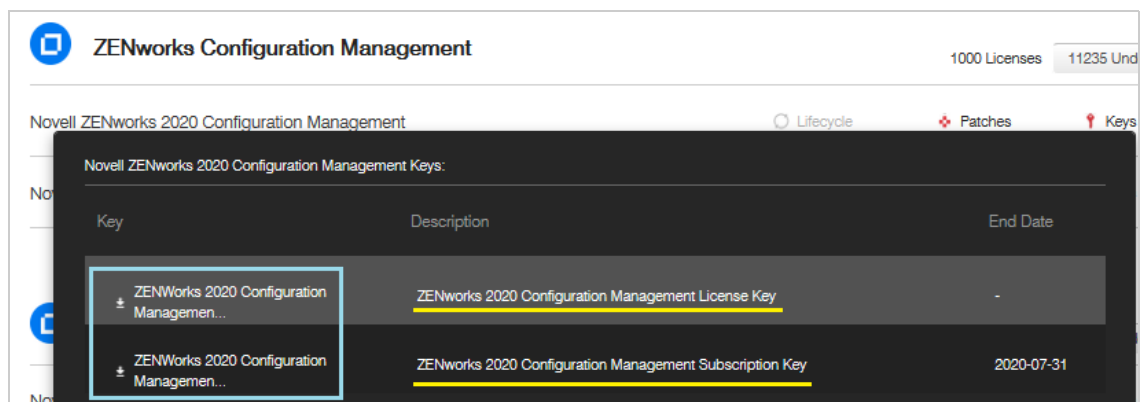 ZENworks Configuration Management
1000 Licenses 11235 Und
Novell ZENworks 2020 Configuration Management Lifecycle Patches Keys
Novell ZENworks 2020 Configuration Management Keys:
Nov
Key Description End Date
ZENWorks 2020 Configuration
Managemen...
ZENworks 2020 Configuration Management License Key -
ZENWorks 2020 Configuration
Managemen...
ZENworks 2020 Configuration Management Subscription Key 2020-07-31
Nov